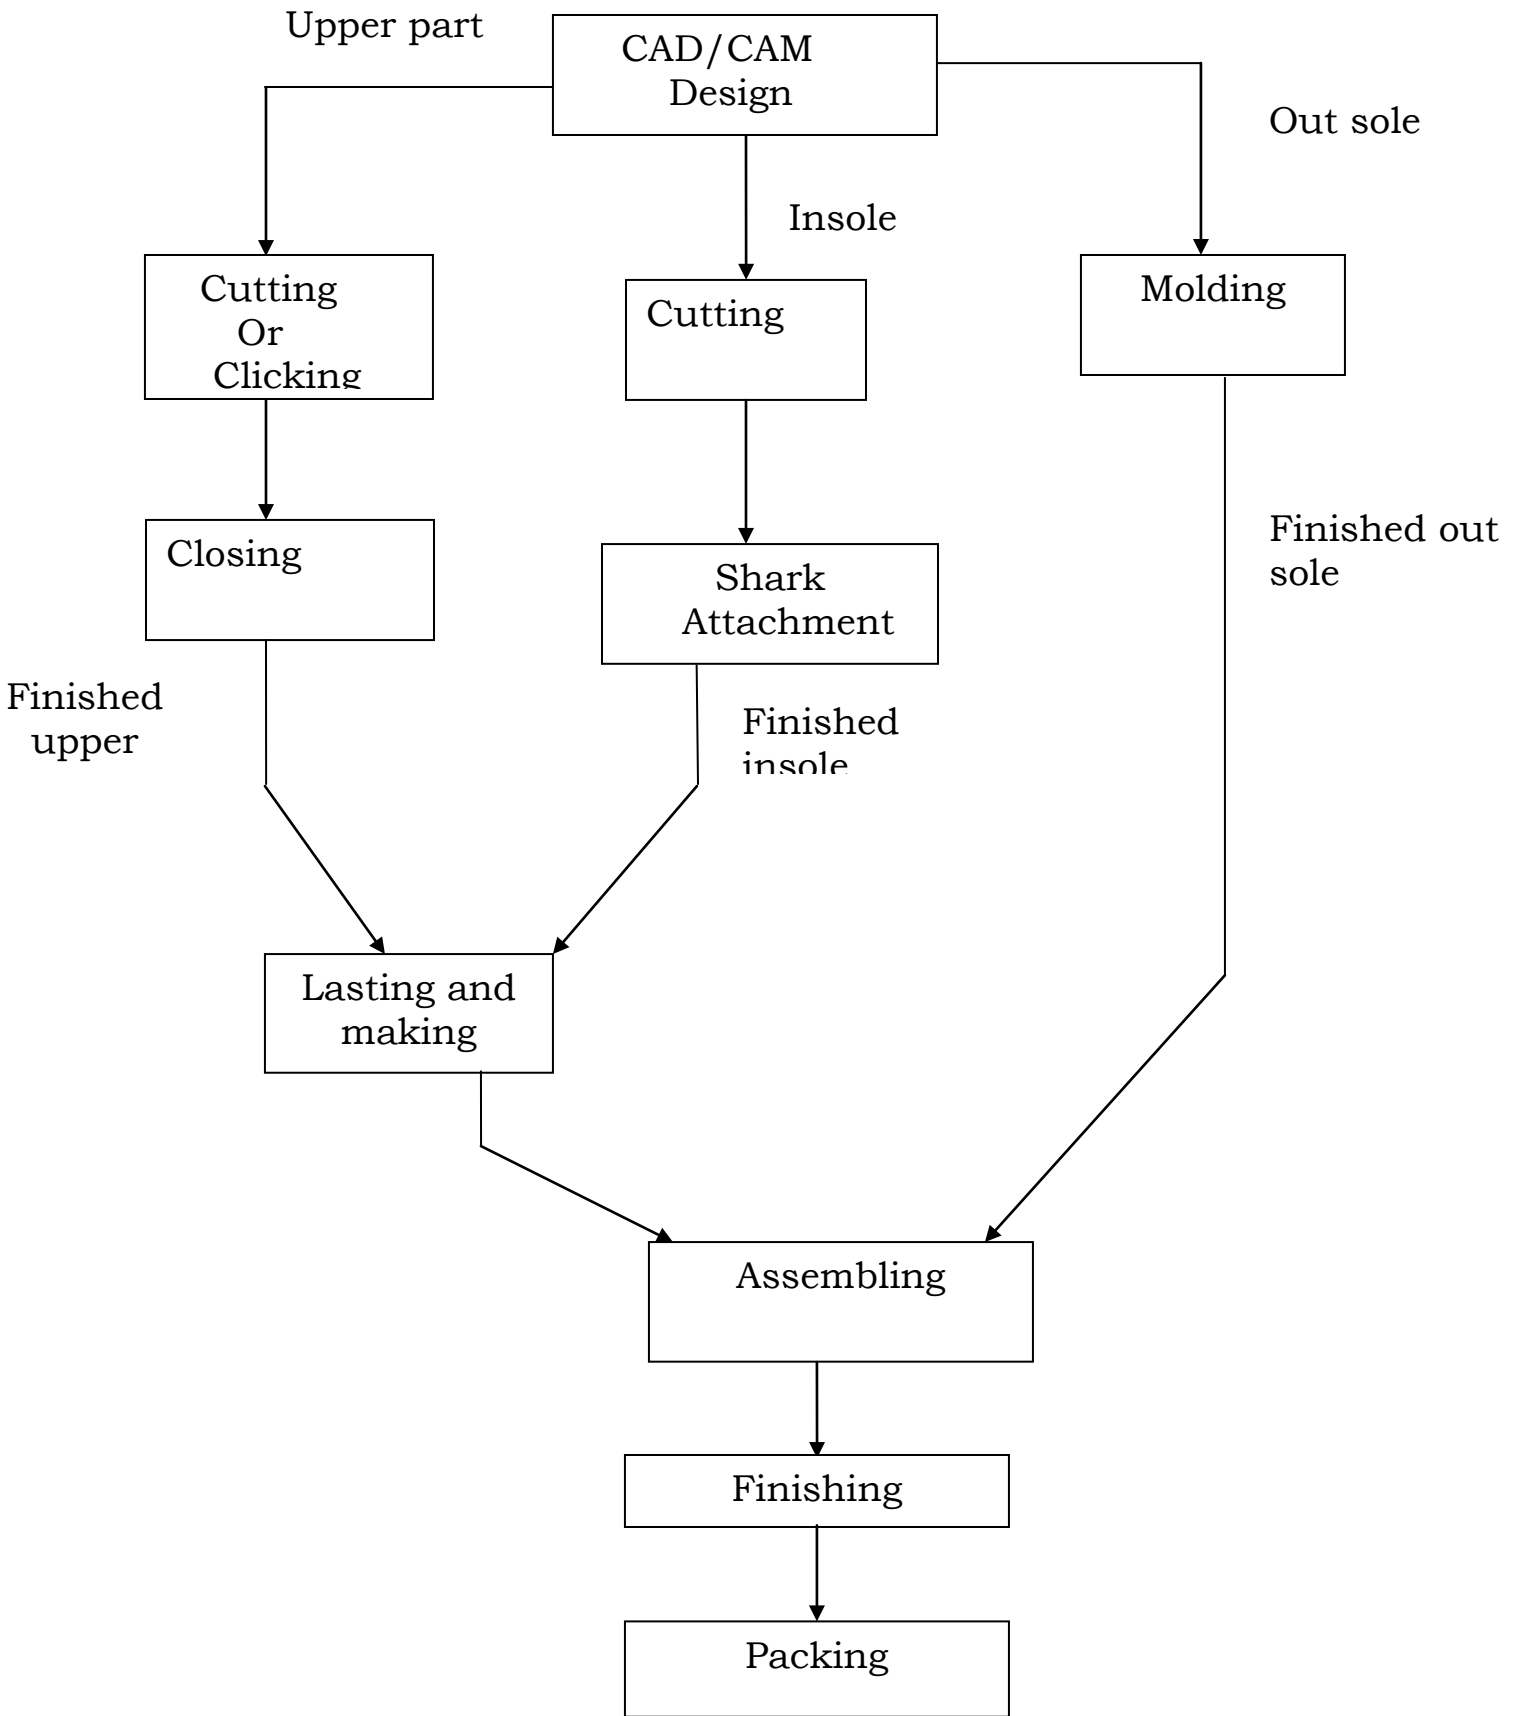 Upper part
CAD/CAM
Design
Out sole
Insole
Cutting
Or
Clicking
Cutting
Molding
Closing
Shark
Attachment
Finished out
sole
Finished
upper
Finished
insole
Lasting and
making
Assembling
Finishing
Packing